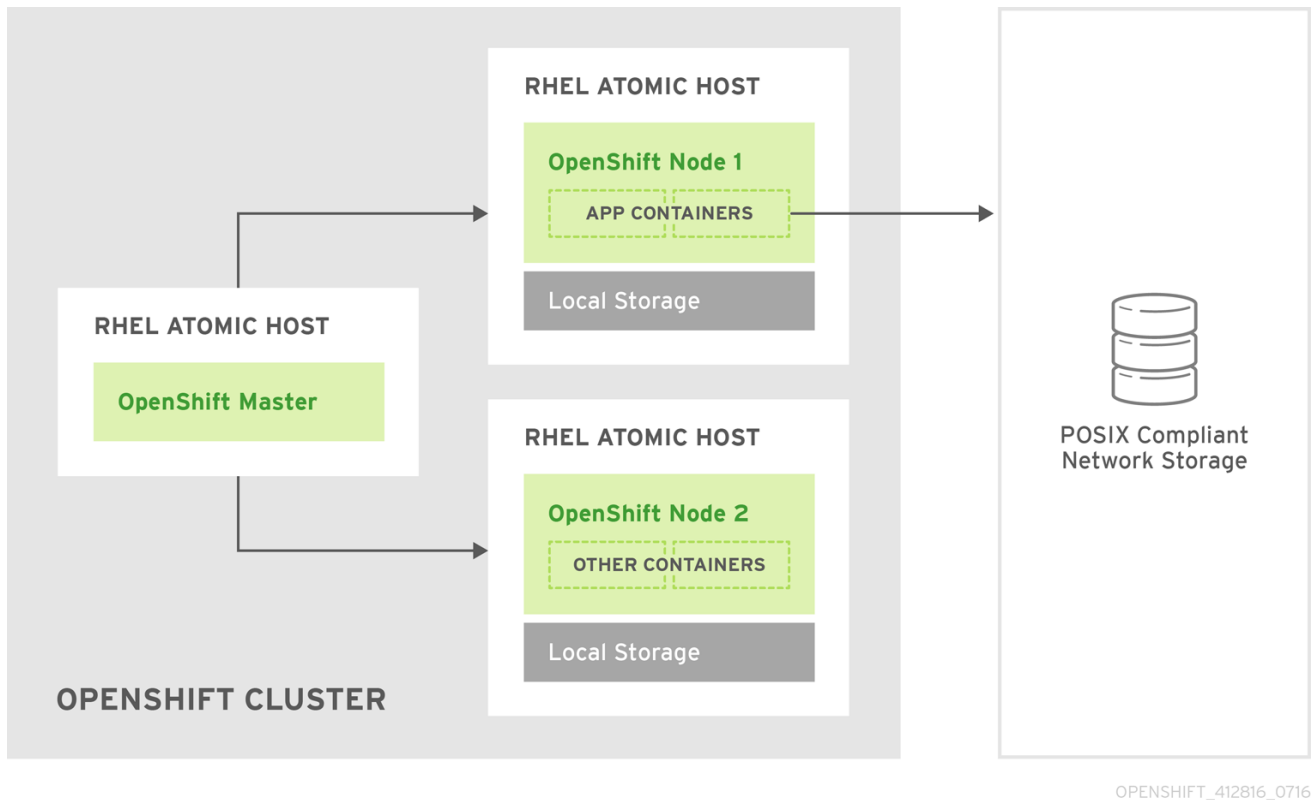 RHEL ATOMIC HOST
OpenShift Node 1
APP CONTAINERS
Local Storage
RHEL ATOMIC HOST
OpenShift Master
RHEL ATOMIC HOST
OpenShift Node 2
OTHER CONTAINERS
Local Storage
OPENSHIFT CLUSTER
POSIX Compliant
Network Storage
OPENSHIFT_412816_0716